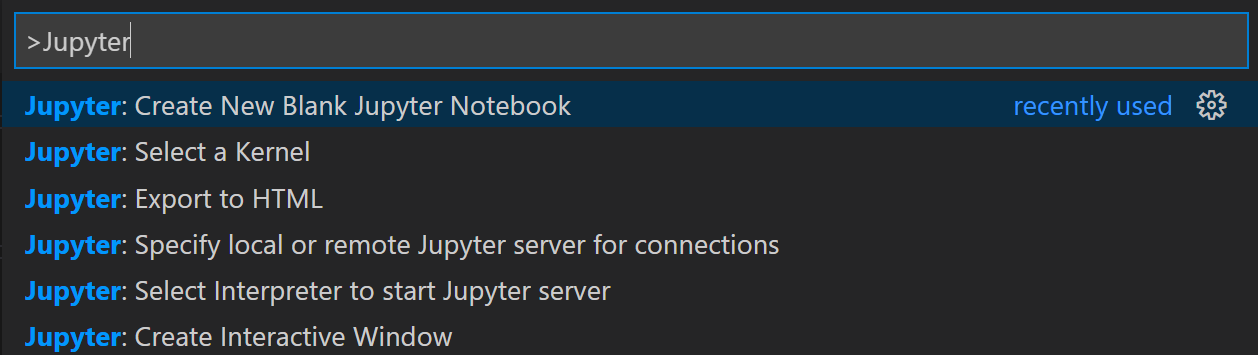 >Jupyter
Jupyter: Create New Blank Jupyter Notebook recently used
Jupyter: Select a Kernel
Jupyter: Export to HTML
Jupyter: Specify local or remote Jupyter server for connections
Jupyter: Select Interpreter to start Jupyter server
Jupyter: Create Interactive Window